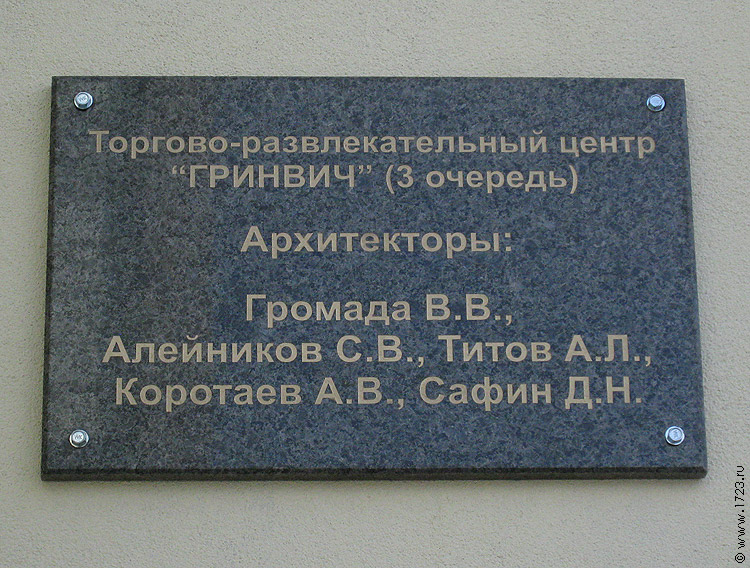 Торгово-развлекательный центр
“ГРИНВИЧ” (3 очередь)
Архитекторы:
Громада В.В.,
Алейников С.В., Титов А.Л.,
Коротаев А.В., Сафин Д.Н.
© www.1723.ru